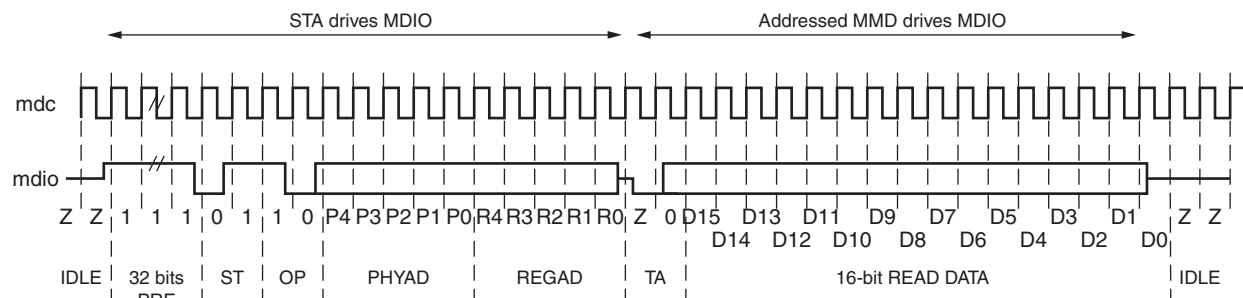 STA drives MDIO Addressed MMD drives MDIO
mdc
mdio
Z Z 1 1 1 0 1 1 0 P4 P3 P2 P1 P0 R4 R3 R2 R1 R0 Z 0 D15 D13 D11 D9 D7 D5 D3 D1 Z Z
D14 D12 D10 D8 D6 D4 D2 D0
IDLE 32 bits ST OP PHYAD REGAD TA 16-bit READ DATA IDLE
PRE